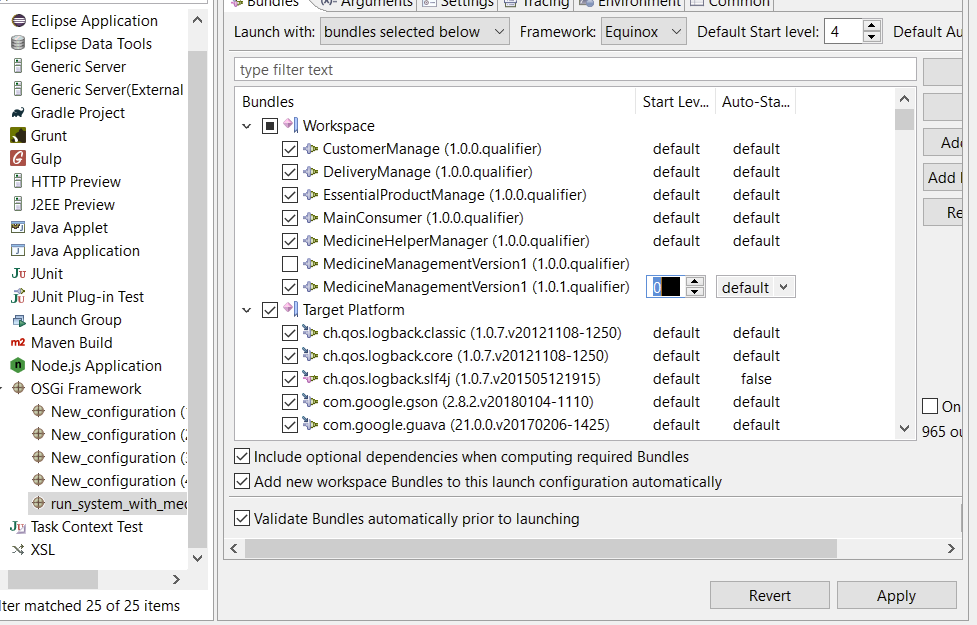 Eclipse Application
Eclipse Data Tools
Generic Server
Generic Server(External
Gradle Project
Grunt
Gulp
HTTP Preview
J2EE Preview
Java Applet
Java Application
JUnit
JUnit Plug-in Test
Launch Group
Maven Build
Node.js Application
OSGi Framework
New_configuration (1
New_configuration (2
New_configuration (3
New_configuration (4
run_system_with_med
Task Context Test
XSL
lter matched 25 of 25 items
Bundles Arguments Settings Tracing Environment Common
Launch with: bundles selected below Framework: Equinox Default Start level: 4 Default Au
type filter text
Bundles Start Lev... Auto-Sta...
Workspace
CustomerManage (1.0.0.qualifier) default default
DeliveryManage (1.0.0.qualifier) default default
EssentialProductManage (1.0.0.qualifier) default default
MainConsumer (1.0.0.qualifier) default default
MedicineHelperManager (1.0.0.qualifier) default default
MedicineManagementVersion1 (1.0.0.qualifier)
MedicineManagementVersion1 (1.0.1.qualifier) 0 default
Target Platform
ch.qos.logback.classic (1.0.7.v20121108-1250) default default
ch.qos.logback.core (1.0.7.v20121108-1250) default default
ch.qos.logback.slf4j (1.0.7.v201505121915) default false
com.google.gson (2.8.2.v20180104-1110) default default
com.google.guava (21.0.0.v20170206-1425) default default
Add
Add
Re
On
965 ou
Include optional dependencies when computing required Bundles
Add new workspace Bundles to this launch configuration automatically
Validate Bundles automatically prior to launching
Revert Apply